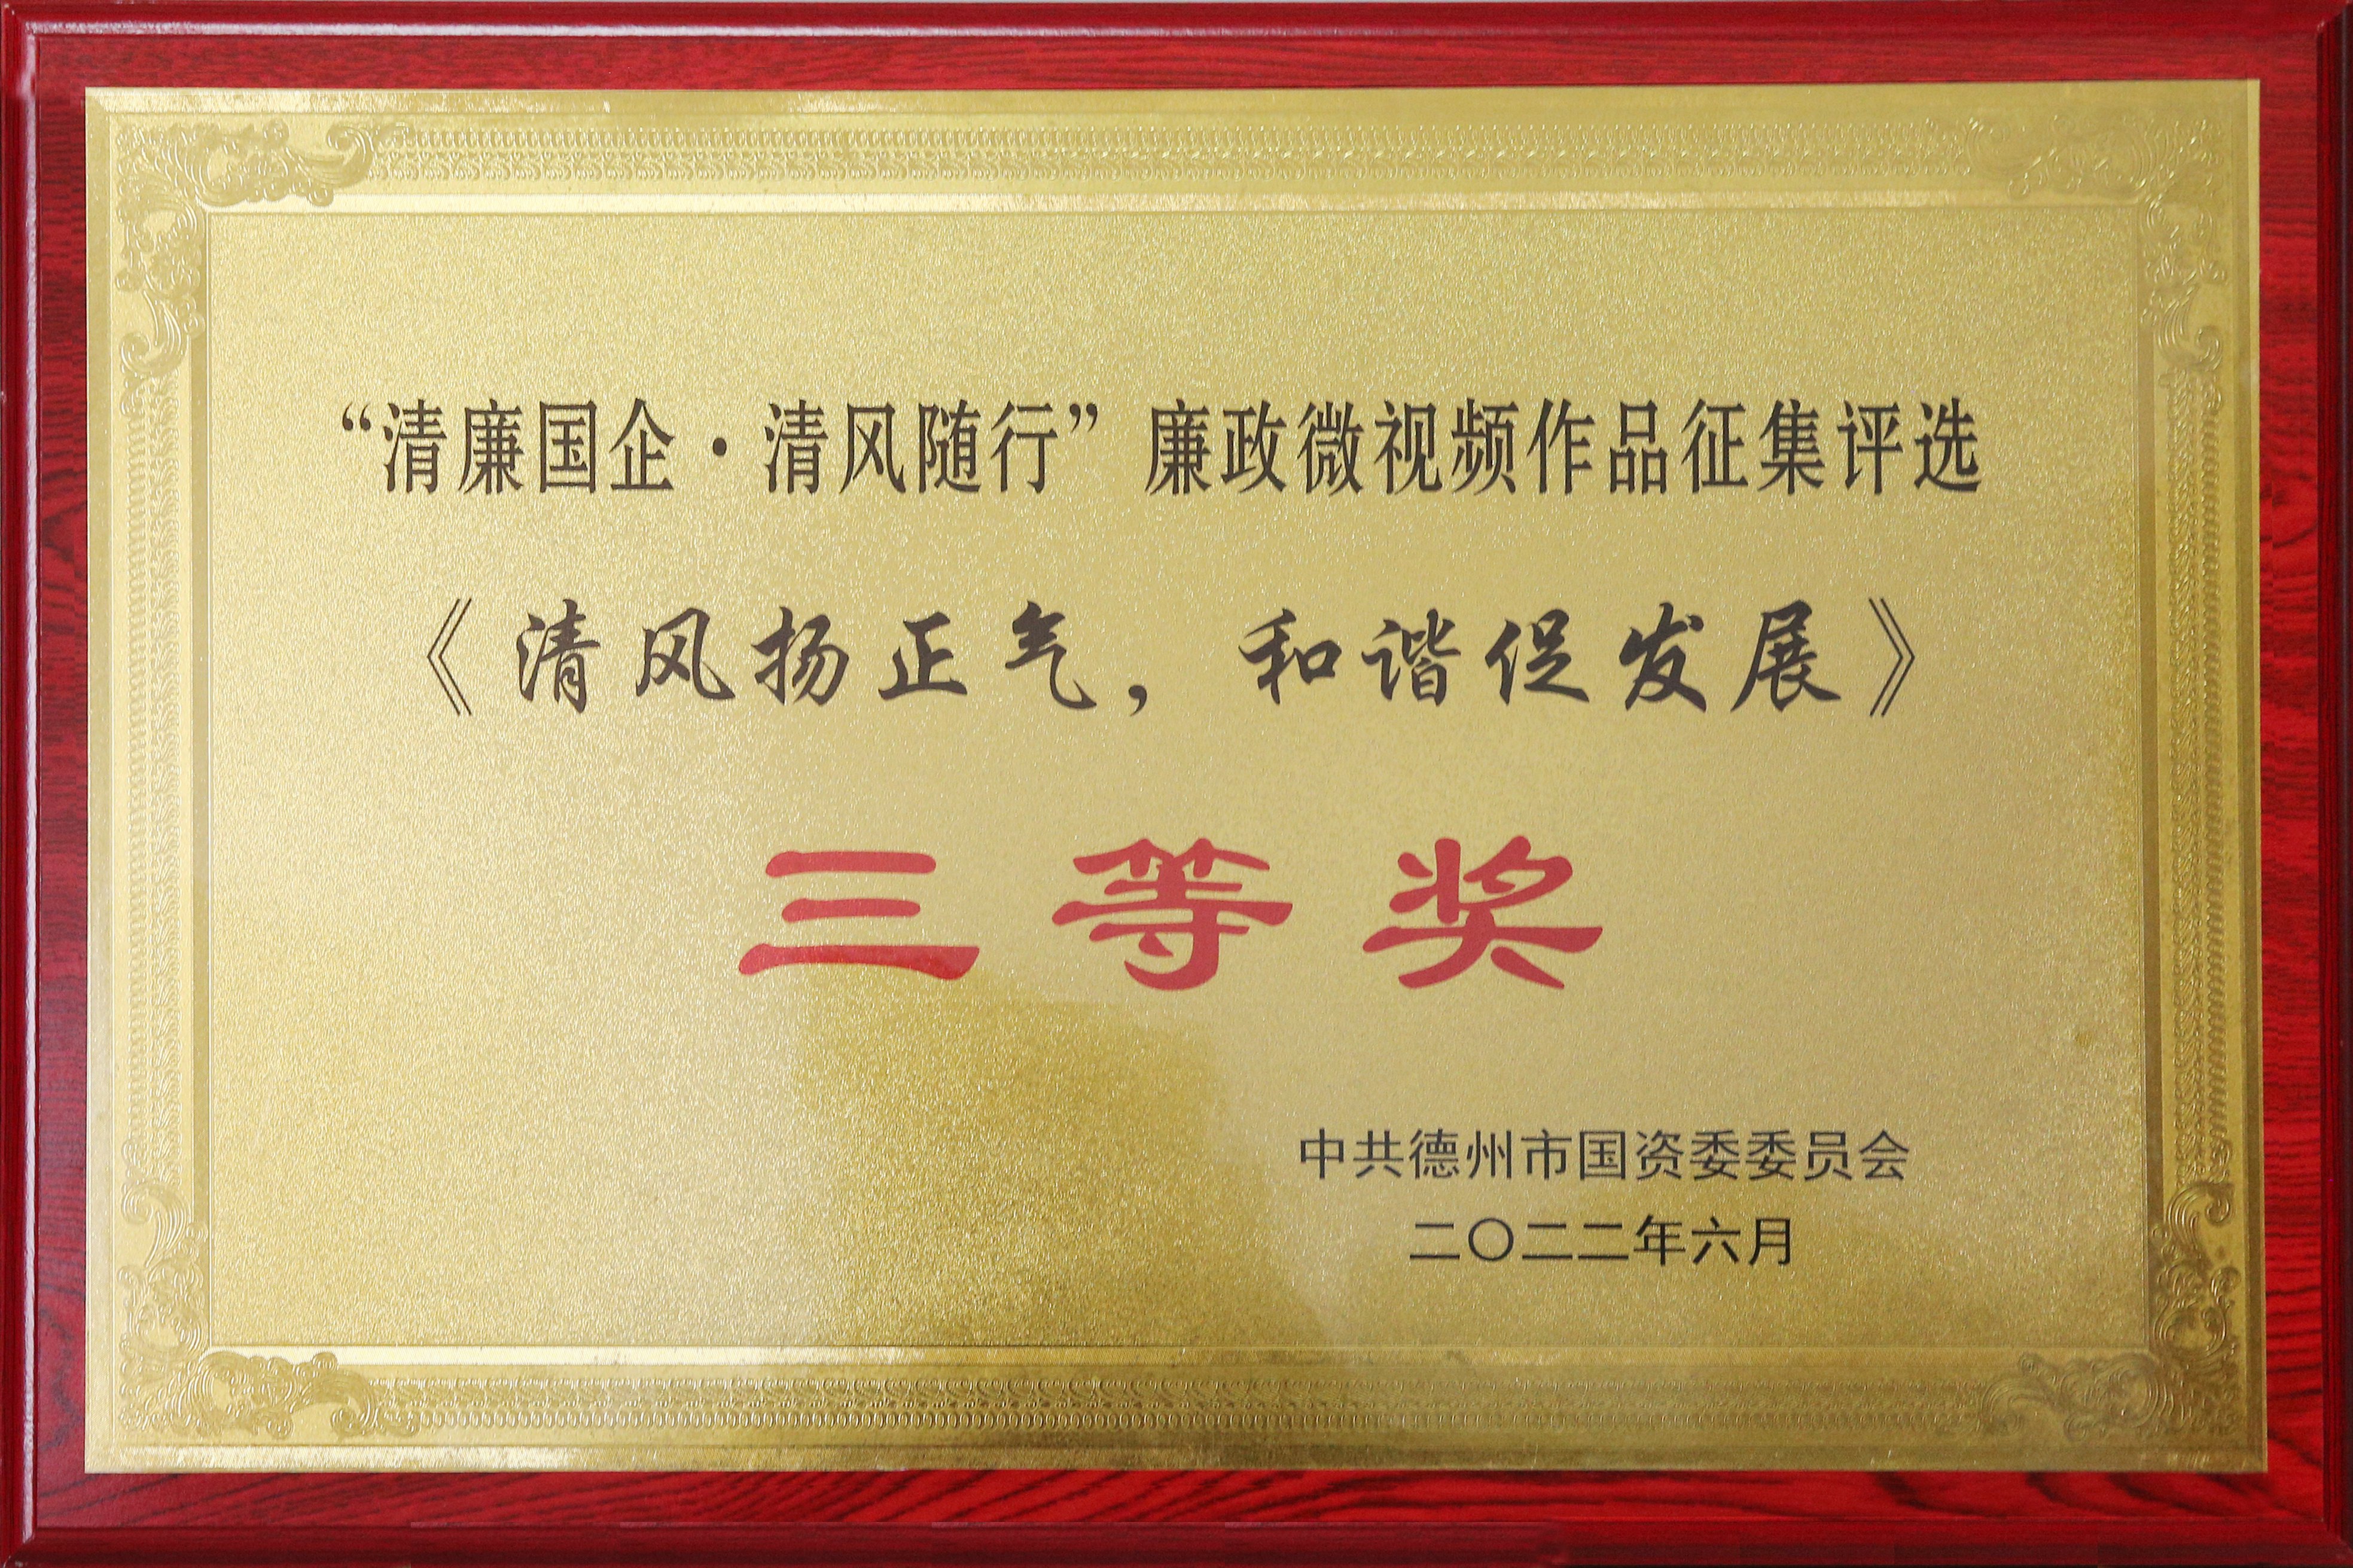 “清廉国企·清风随行”廉政微视频作品征集评选
《清风扬正气，和谐促发展》
三等奖
中共德州市国资委委员会
二〇二二年六月